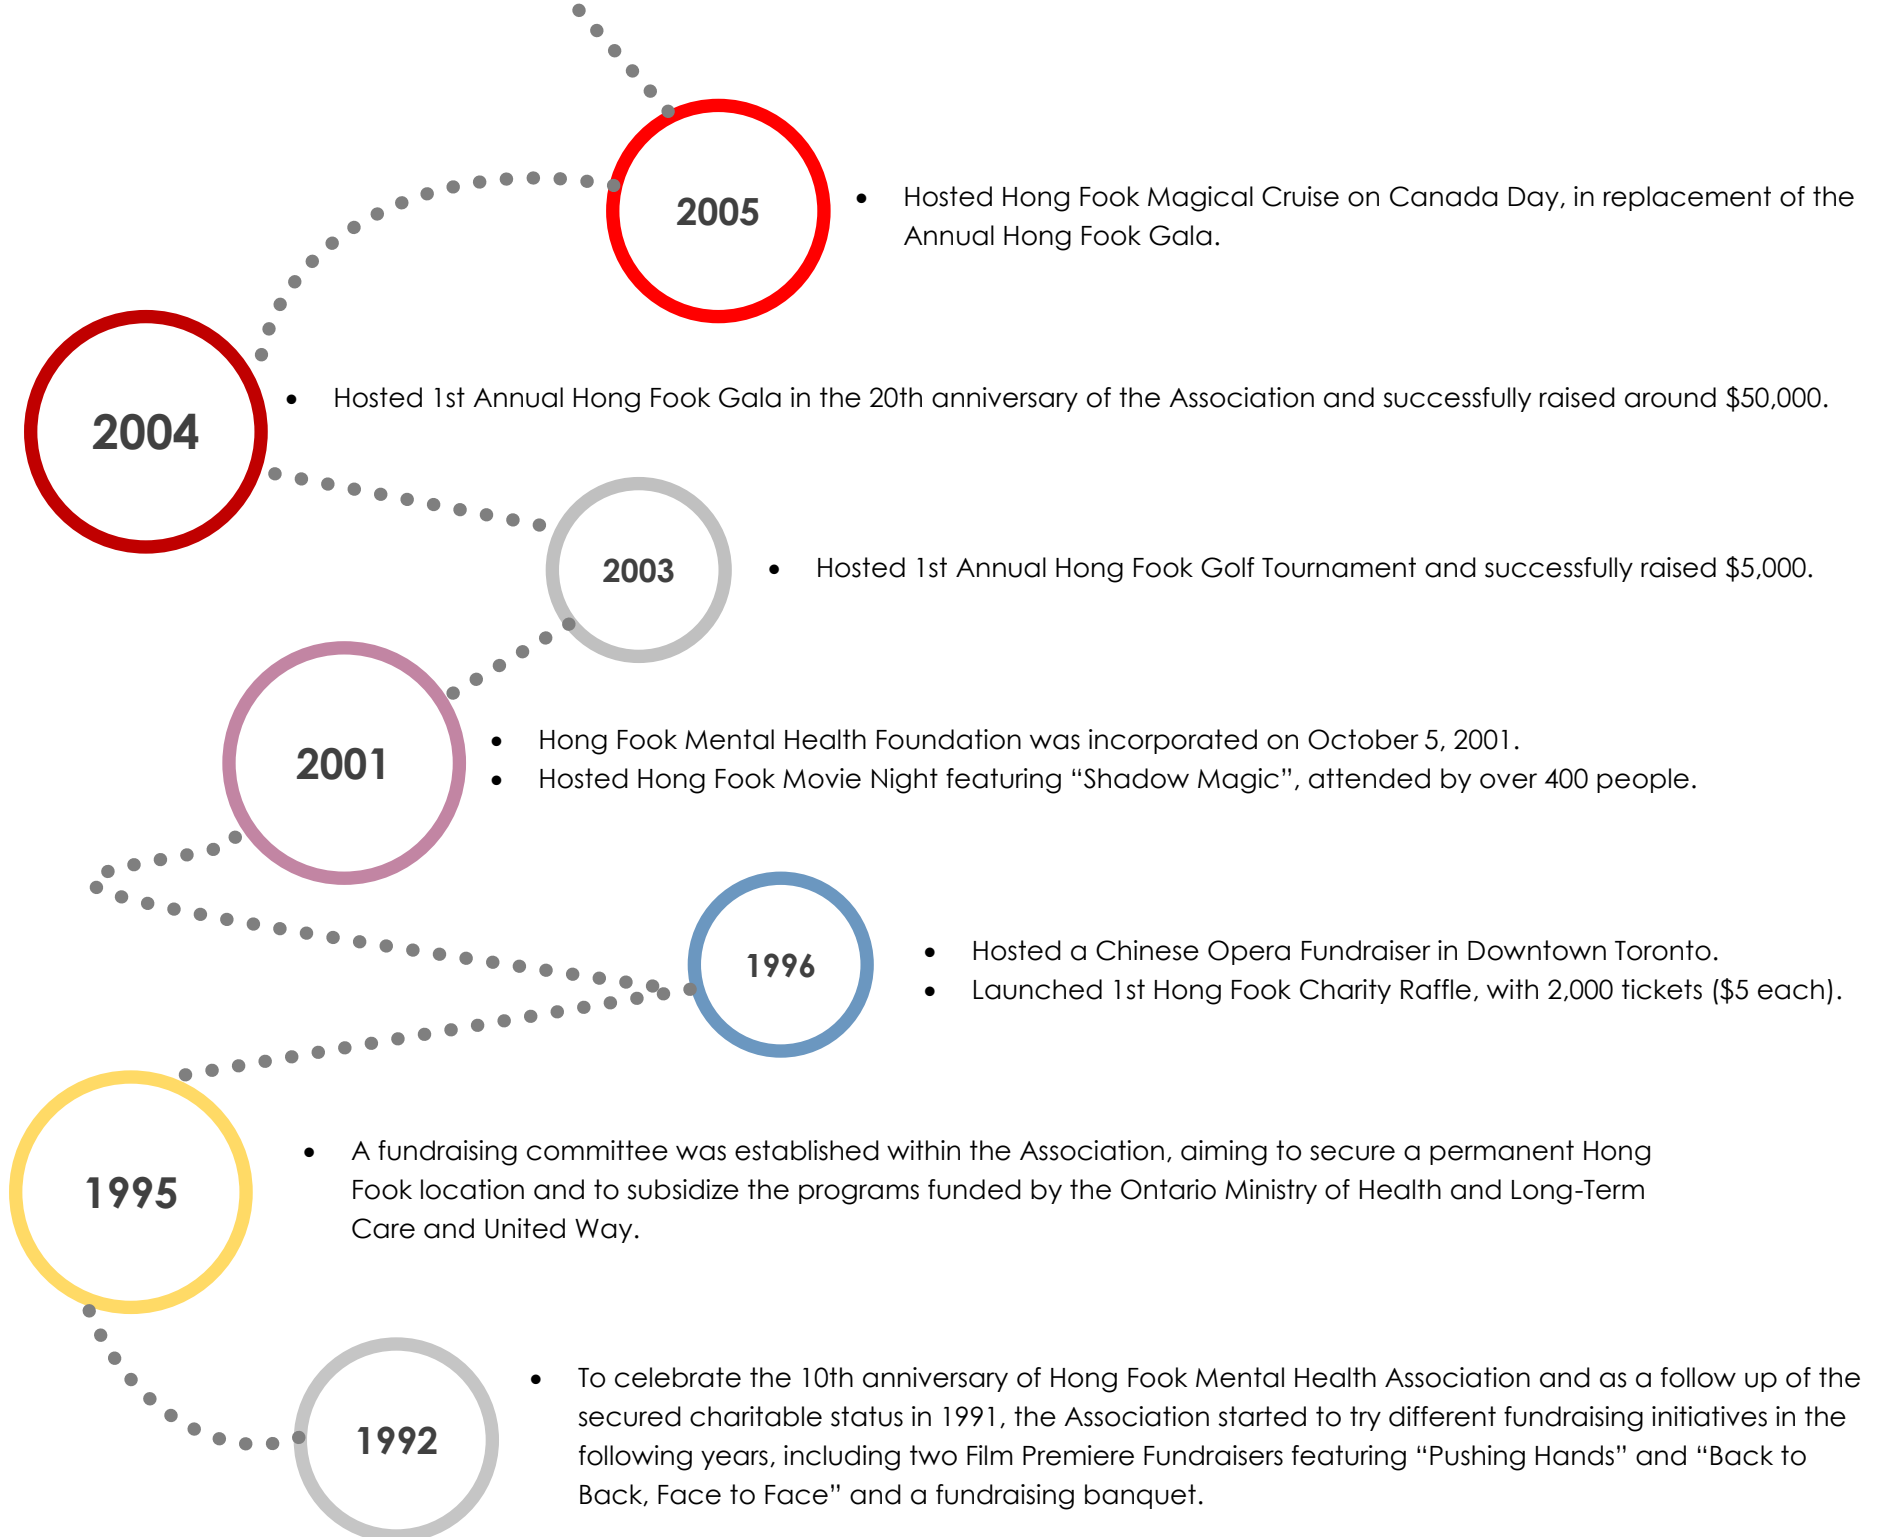 2005
• Hosted Hong Fook Magical Cruise on Canada Day, in replacement of the
Annual Hong Fook Gala.
2004
• Hosted 1st Annual Hong Fook Gala in the 20th anniversary of the Association and successfully raised around $50,000.
2003
• Hosted 1st Annual Hong Fook Golf Tournament and successfully raised $5,000.
2001
• Hong Fook Mental Health Foundation was incorporated on October 5, 2001.
• Hosted Hong Fook Movie Night featuring “Shadow Magic”, attended by over 400 people.
1996
• Hosted a Chinese Opera Fundraiser in Downtown Toronto.
• Launched 1st Hong Fook Charity Raffle, with 2,000 tickets ($5 each).
1995
• A fundraising committee was established within the Association, aiming to secure a permanent Hong
Fook location and to subsidize the programs funded by the Ontario Ministry of Health and Long-Term
Care and United Way.
1992
• To celebrate the 10th anniversary of Hong Fook Mental Health Association and as a follow up of the
secured charitable status in 1991, the Association started to try different fundraising initiatives in the
following years, including two Film Premiere Fundraisers featuring “Pushing Hands” and “Back to
Back, Face to Face” and a fundraising banquet.